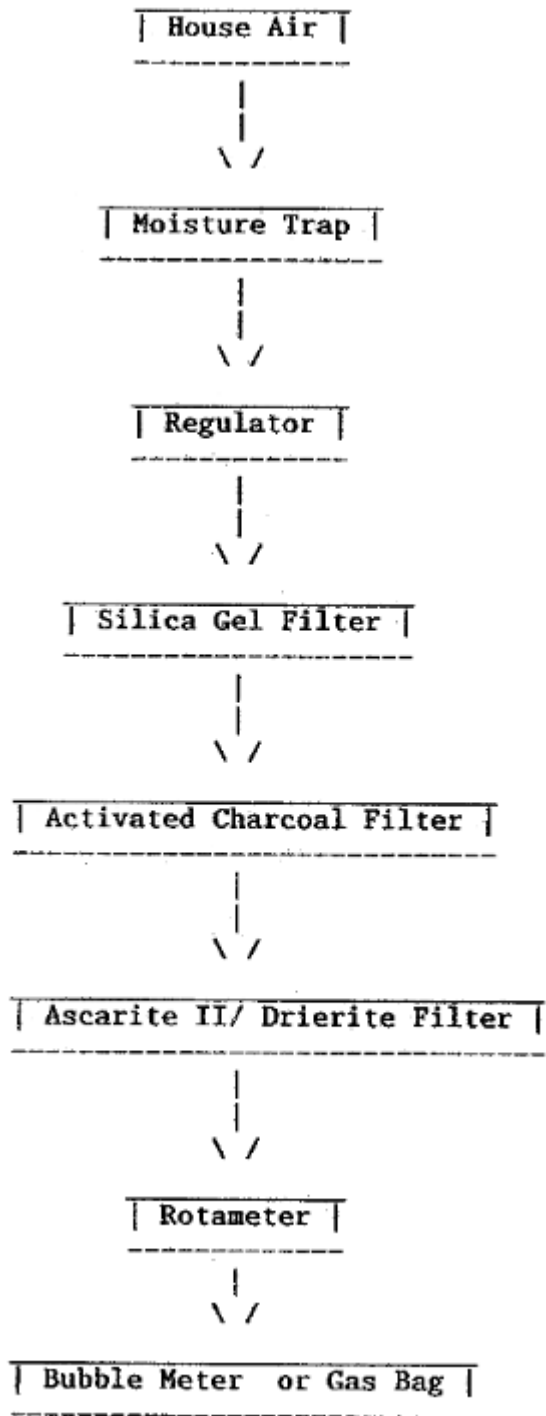 House Air
Moisture Trap
Regulator
Silica Gel Filter
Activated Charcoal Filter
Ascarite II/ Drierite Filter
Rotameter
Bubble Meter or Gas Bag